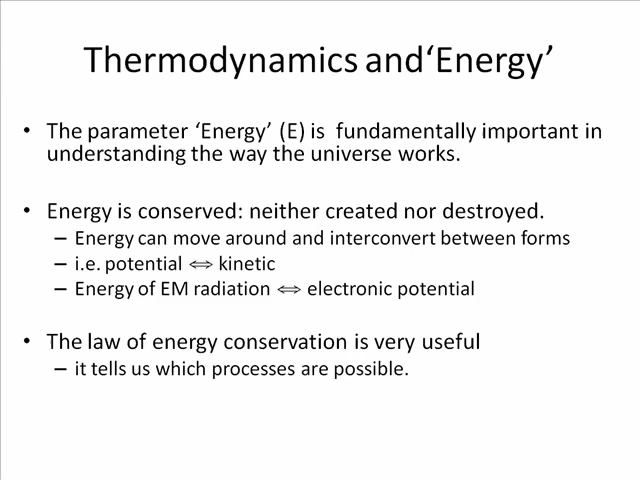 Thermodynamics and‘Energy’
• The parameter ‘Energy’ (E) is  fundamentally important in
understanding the way the universe works.
• Energy is conserved: neither created nor destroyed.
– Energy can move around and interconvert between forms
– i.e. potential ⇔ kinetic
– Energy of EM radiation ⇔ electronic potential
• The law of energy conservation is very useful
– it tells us which processes are possible.